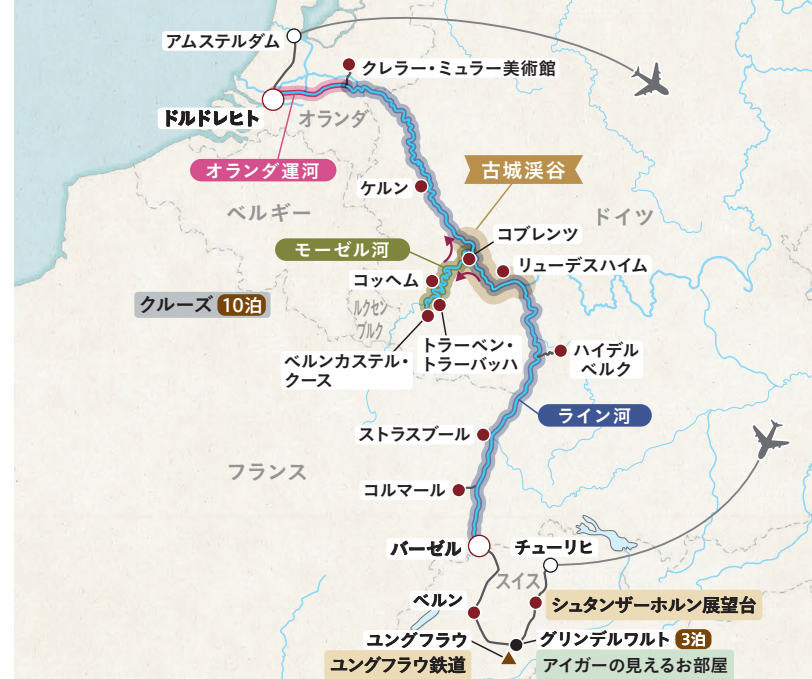 アムステルダム
クレラー・ミュラー美術館
ドルドレヒト
オランダ
オランダ運河
ケルン
古城渓谷
ベルギー
ドイツ
コブレンツ
モーゼル河
リューデスハイム
コッヘム
クルーズ 10泊
ルクセン
ブルク
トラーベン・
トラーバッハ
ベルンカステル・
クース
ハイデル
ベルク
ライン河
ストラスブール
フランス
コルマール
バーゼル
チューリヒ
スイス
ベルン
シュタンザーホルン展望台
ユングフラウ
グリンデルワルト 3泊
ユングフラウ鉄道
アイガーの見えるお部屋